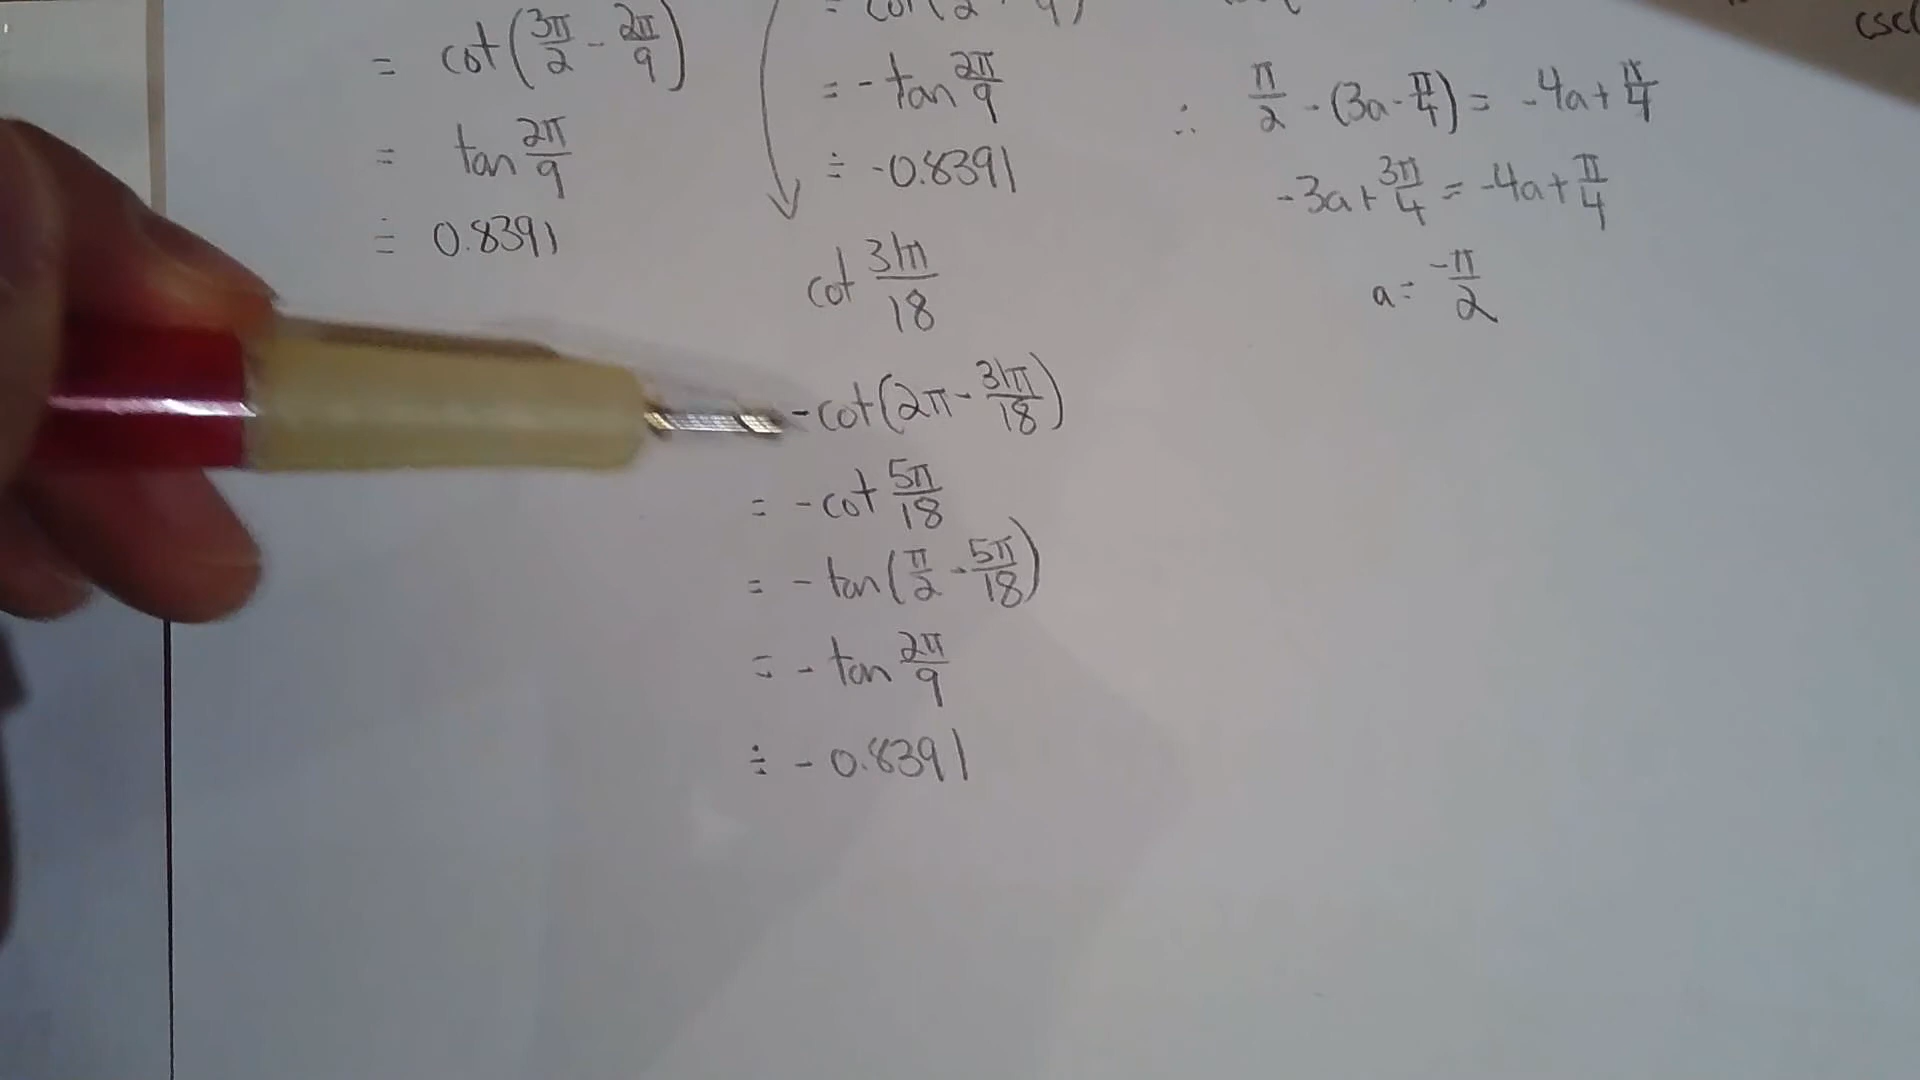 = cot(3π/2 - 2π/9)
= tan 2π/9
≐ 0.8391
= -tan 2π/9
≐ -0.8391
cot 31π/18
-cot(2π - 31π/18)
= -cot 5π/18
= -tan(π/2 - 5π/18)
= -tan 2π/9
≐ -0.8391
∴ π/2 - (3a - π/4) = -4a + π/4
-3a + 3π/4 = -4a + π/4
a = -π/2
csc(